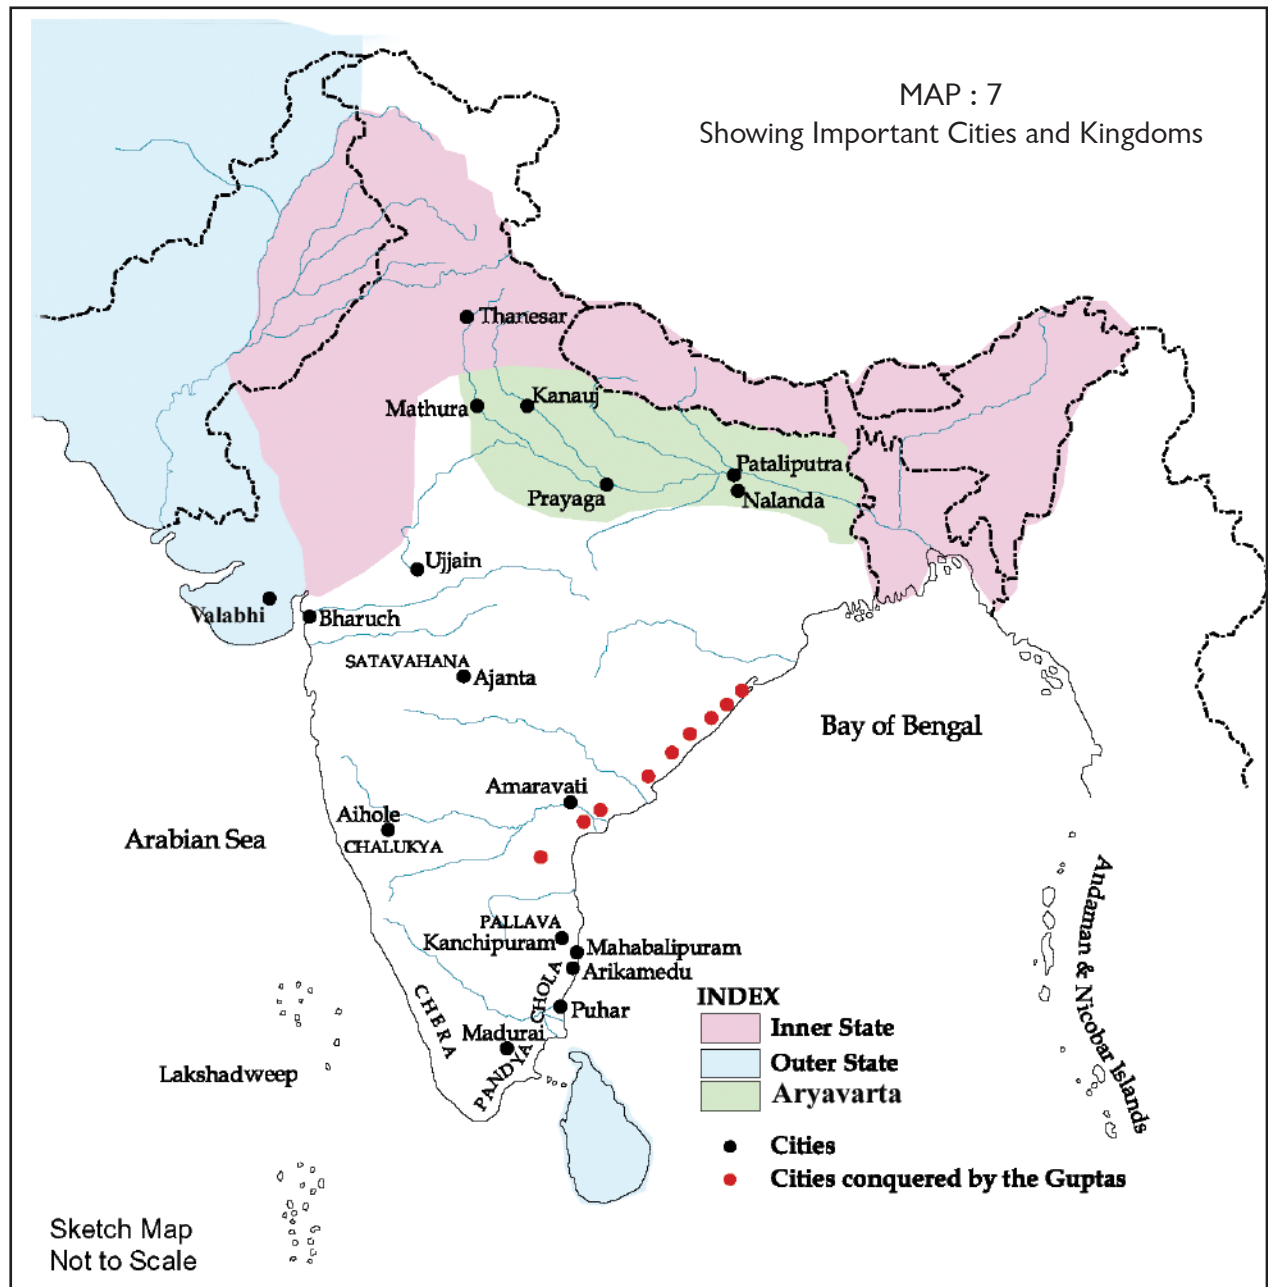 MAP : 7
Showing Important Cities and Kingdoms
Thanesar
Kanauj
Mathura
Pataliputra
Prayaga
Nalanda
Ujjain
Valabhi
Bharuch
SATAVAHANA
Ajanta
Bay of Bengal
Amaravati
Aihole
CHALUKYA
Arabian Sea
PALLAVA
Kanchipuram
Mahabalipuram
Arikamedu
CHOLA
Puhar
CHERA
Madurai
PANDYA
Lakshadweep
Andaman & Nicobar Islands
INDEX
Inner State
Outer State
Aryavarta
Cities
Cities conquered by the Guptas
Sketch Map
Not to Scale